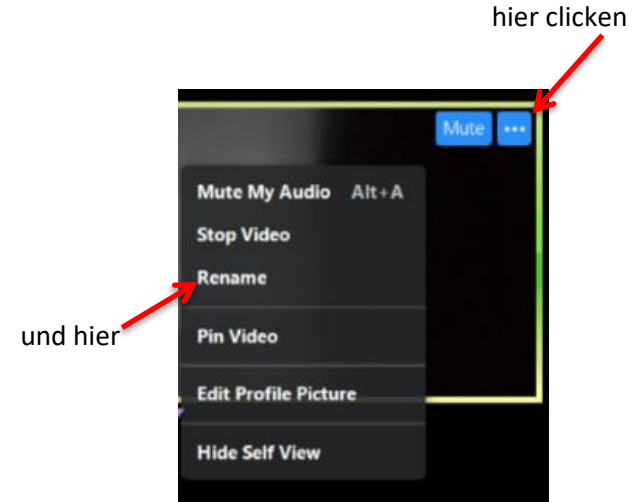 hier clicken
Mute •••
Mute My Audio Alt+A
Stop Video
Rename
und hier
Pin Video
Edit Profile Picture
Hide Self View